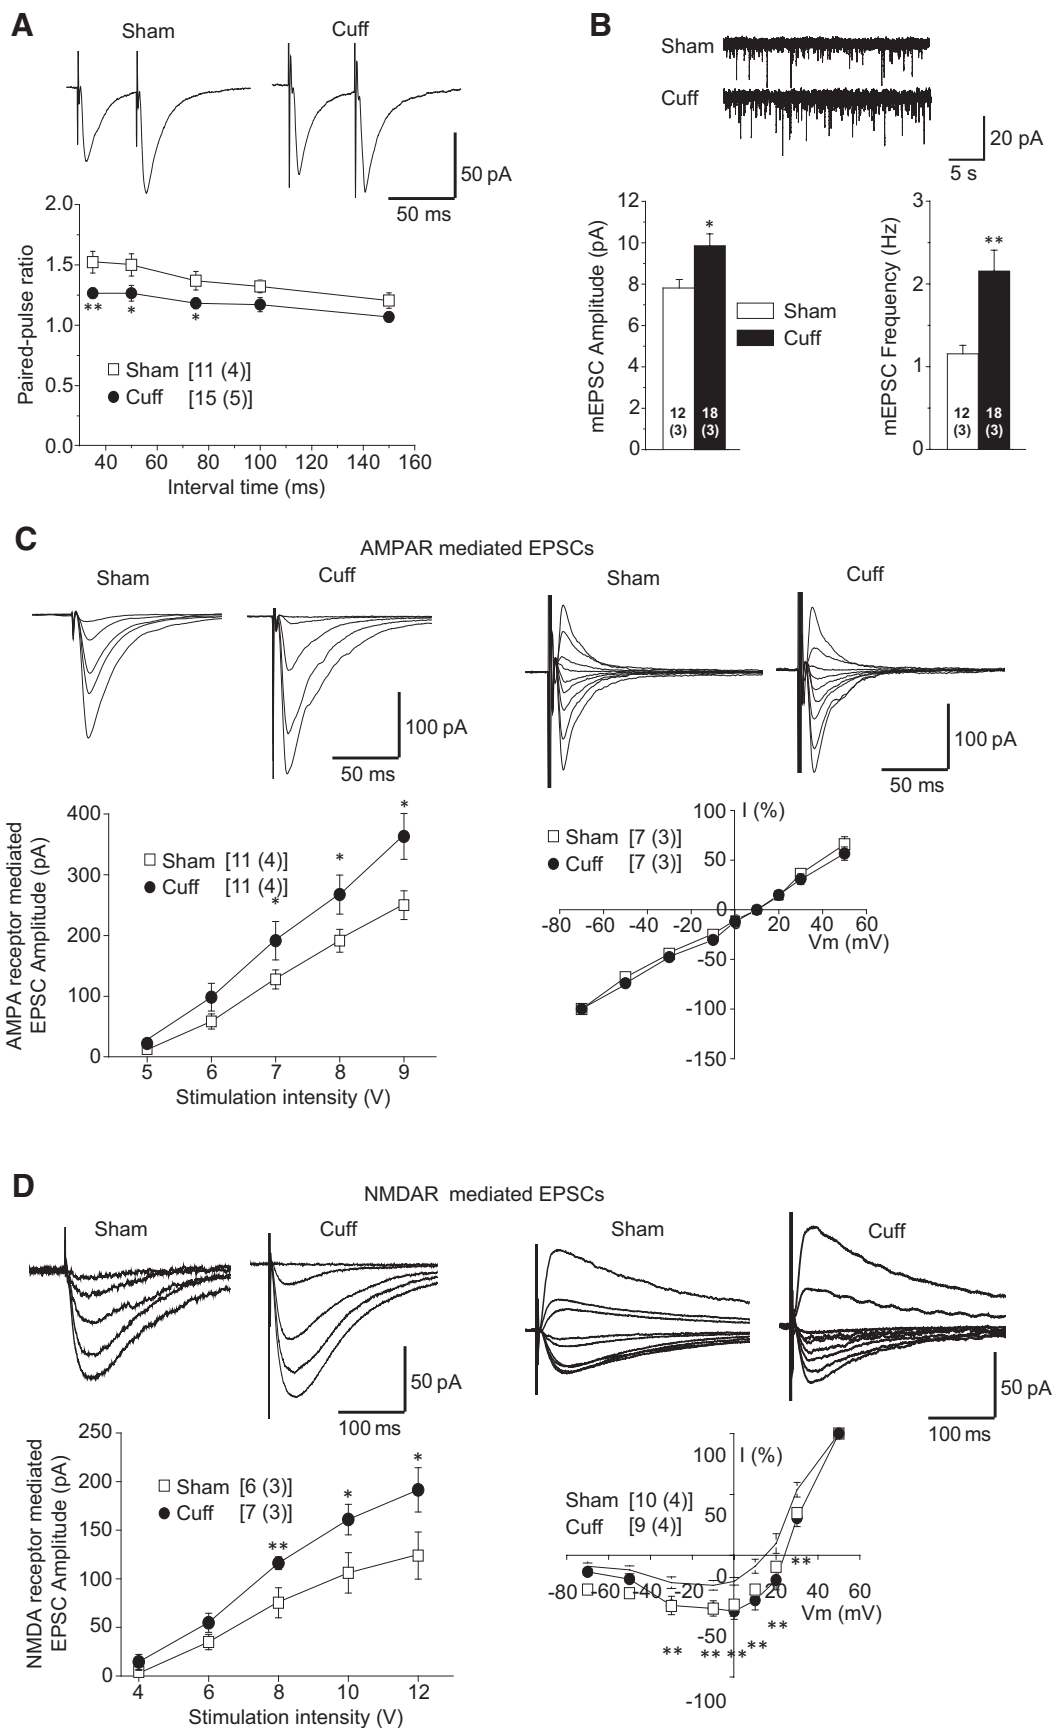 A
Sham
Cuff
50 pA
50 ms
2.0
1.5
1.0
0.5
0.0
Paired-pulse ratio
**
*
*
Sham [11 (4)]
Cuff [15 (5)]
40 60 80 100 120 140 160
Interval time (ms)
B
Sham
Cuff
20 pA
5 s
12
10
8
6
4
2
0
mEPSC Amplitude (pA)
*
12
(3)
18
(3)
Sham
Cuff
3
2
1
0
mEPSC Frequency (Hz)
**
12
(3)
18
(3)
C
AMPAR mediated EPSCs
Sham
Cuff
100 pA
50 ms
Sham
Cuff
100 pA
50 ms
400
300
200
100
0
AMPA receptor mediated
EPSC Amplitude (pA)
Sham [11 (4)]
Cuff [11 (4)]
*
*
*
5 6 7 8 9
Stimulation intensity (V)
100
50
0
-50
-100
-150
I (%)
Sham [7 (3)]
Cuff [7 (3)]
-80 -60 -40 -20 20 40 60
Vm (mV)
D
NMDAR mediated EPSCs
Sham
Cuff
50 pA
100 ms
Sham
Cuff
50 pA
100 ms
250
200
150
100
50
0
NMDA receptor mediated
EPSC Amplitude (pA)
Sham [6 (3)]
Cuff [7 (3)]
**
*
*
4 6 8 10 12
Stimulation intensity (V)
100
50
0
-50
-100
I (%)
Sham [10 (4)]
Cuff [9 (4)]
-80 -60 -40 -20 20 40 60
Vm (mV)
**
**
**
**
**
**